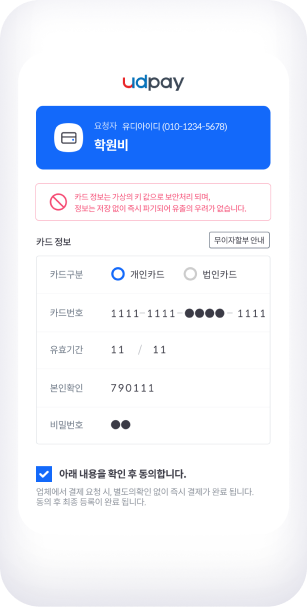 udpay
요청자 유디아이디 (010-1234-5678)
학원비
카드 정보는 가상의 키 값으로 보안처리 되며,
정보는 저장 없이 즉시 파기되어 유출의 우려가 없습니다.
카드 정보
무이자할부 안내
카드구분 개인카드 법인카드
카드번호 1111-1111-●●●●-1111
유효기간 11 / 11
본인확인 790111
비밀번호 ●●
아래 내용을 확인 후 동의합니다.
업체에서 결제 요청 시, 별도의확인 없이 즉시 결제가 완료 됩니다.
동의 후 최종 등록이 완료 됩니다.